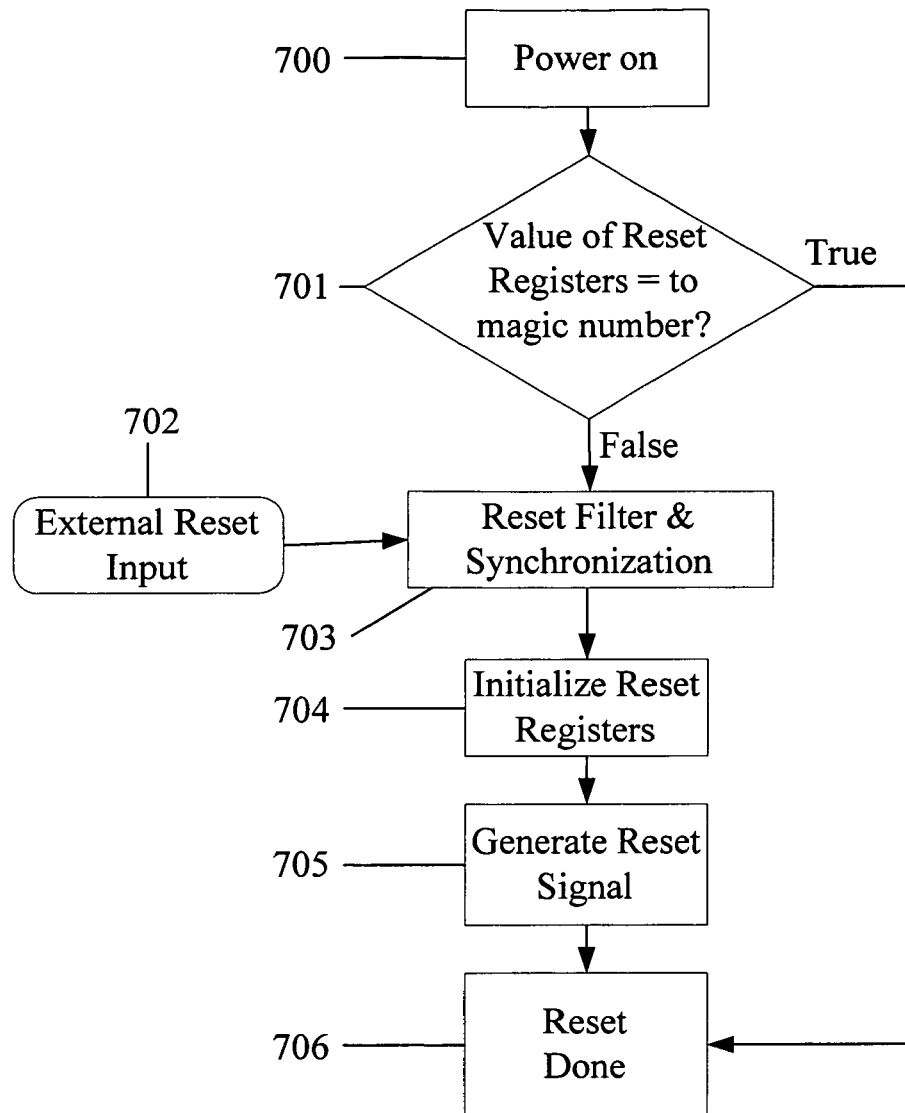 700
Power on
Value of Reset
Registers = to
magic number?
True
701
False
702
External Reset
Input
Reset Filter &
Synchronization
703
Initialize Reset
Registers
704
Generate Reset
Signal
705
Reset
Done
706